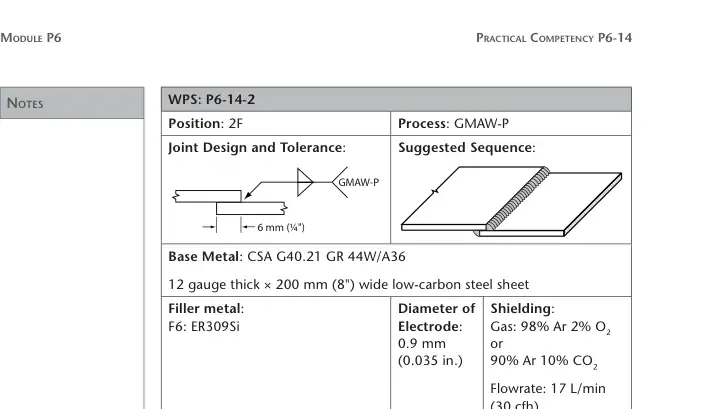 MODULE P6
PRACTICAL COMPETENCY P6-14
NOTES
WPS: P6-14-2
Position: 2F
Process: GMAW-P
Joint Design and Tolerance:
GMAW-P
6 mm (¼")
Suggested Sequence:
Base Metal: CSA G40.21 GR 44W/A36
12 gauge thick × 200 mm (8") wide low-carbon steel sheet
Filler metal:
F6: ER309Si
Diameter of
Electrode:
0.9 mm
(0.035 in.)
Shielding:
Gas: 98% Ar 2% O2
or
90% Ar 10% CO2
Flowrate: 17 L/min
(30 cfh)